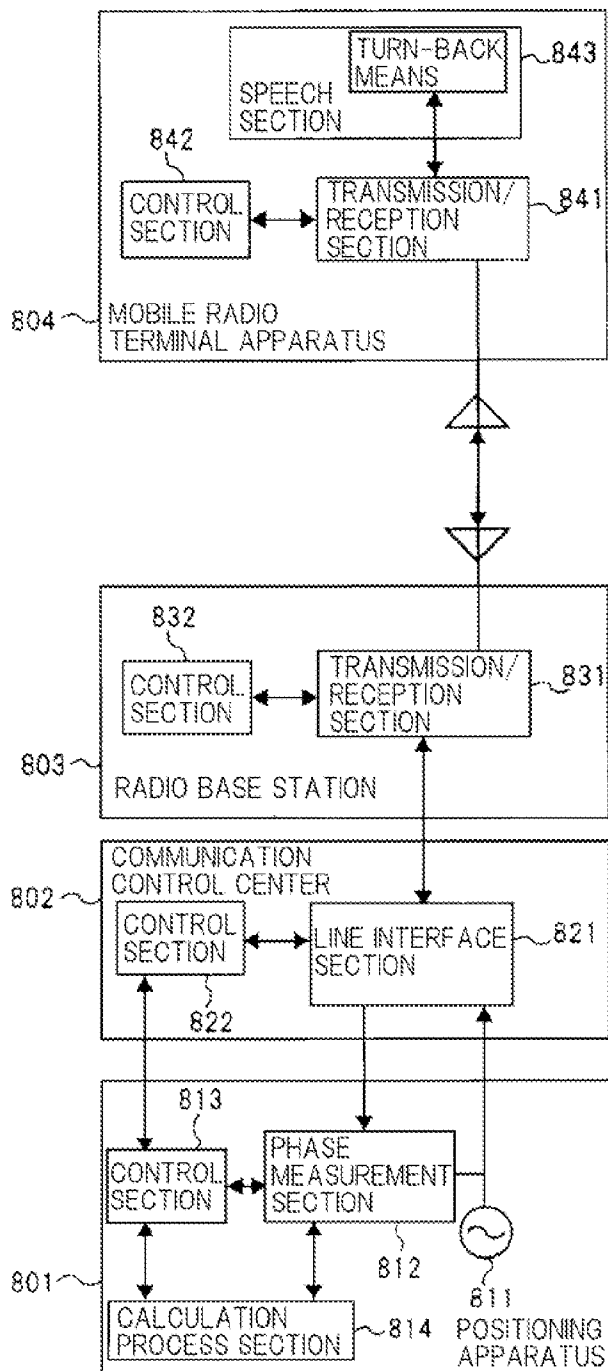 TURN-BACK
MEANS
843
SPEECH
SECTION
842
CONTROL
SECTION
TRANSMISSION/
RECEPTION
SECTION
841
804
MOBILE RADIO
TERMINAL APPARATUS
832
CONTROL
SECTION
TRANSMISSION/
RECEPTION
SECTION
831
803
RADIO BASE STATION
COMMUNICATION
CONTROL CENTER
802
CONTROL
SECTION
822
LINE INTERFACE
SECTION
821
813
CONTROL
SECTION
PHASE
MEASUREMENT
SECTION
812
811
801
CALCULATION
PROCESS SECTION
814
POSITIONING
APPARATUS